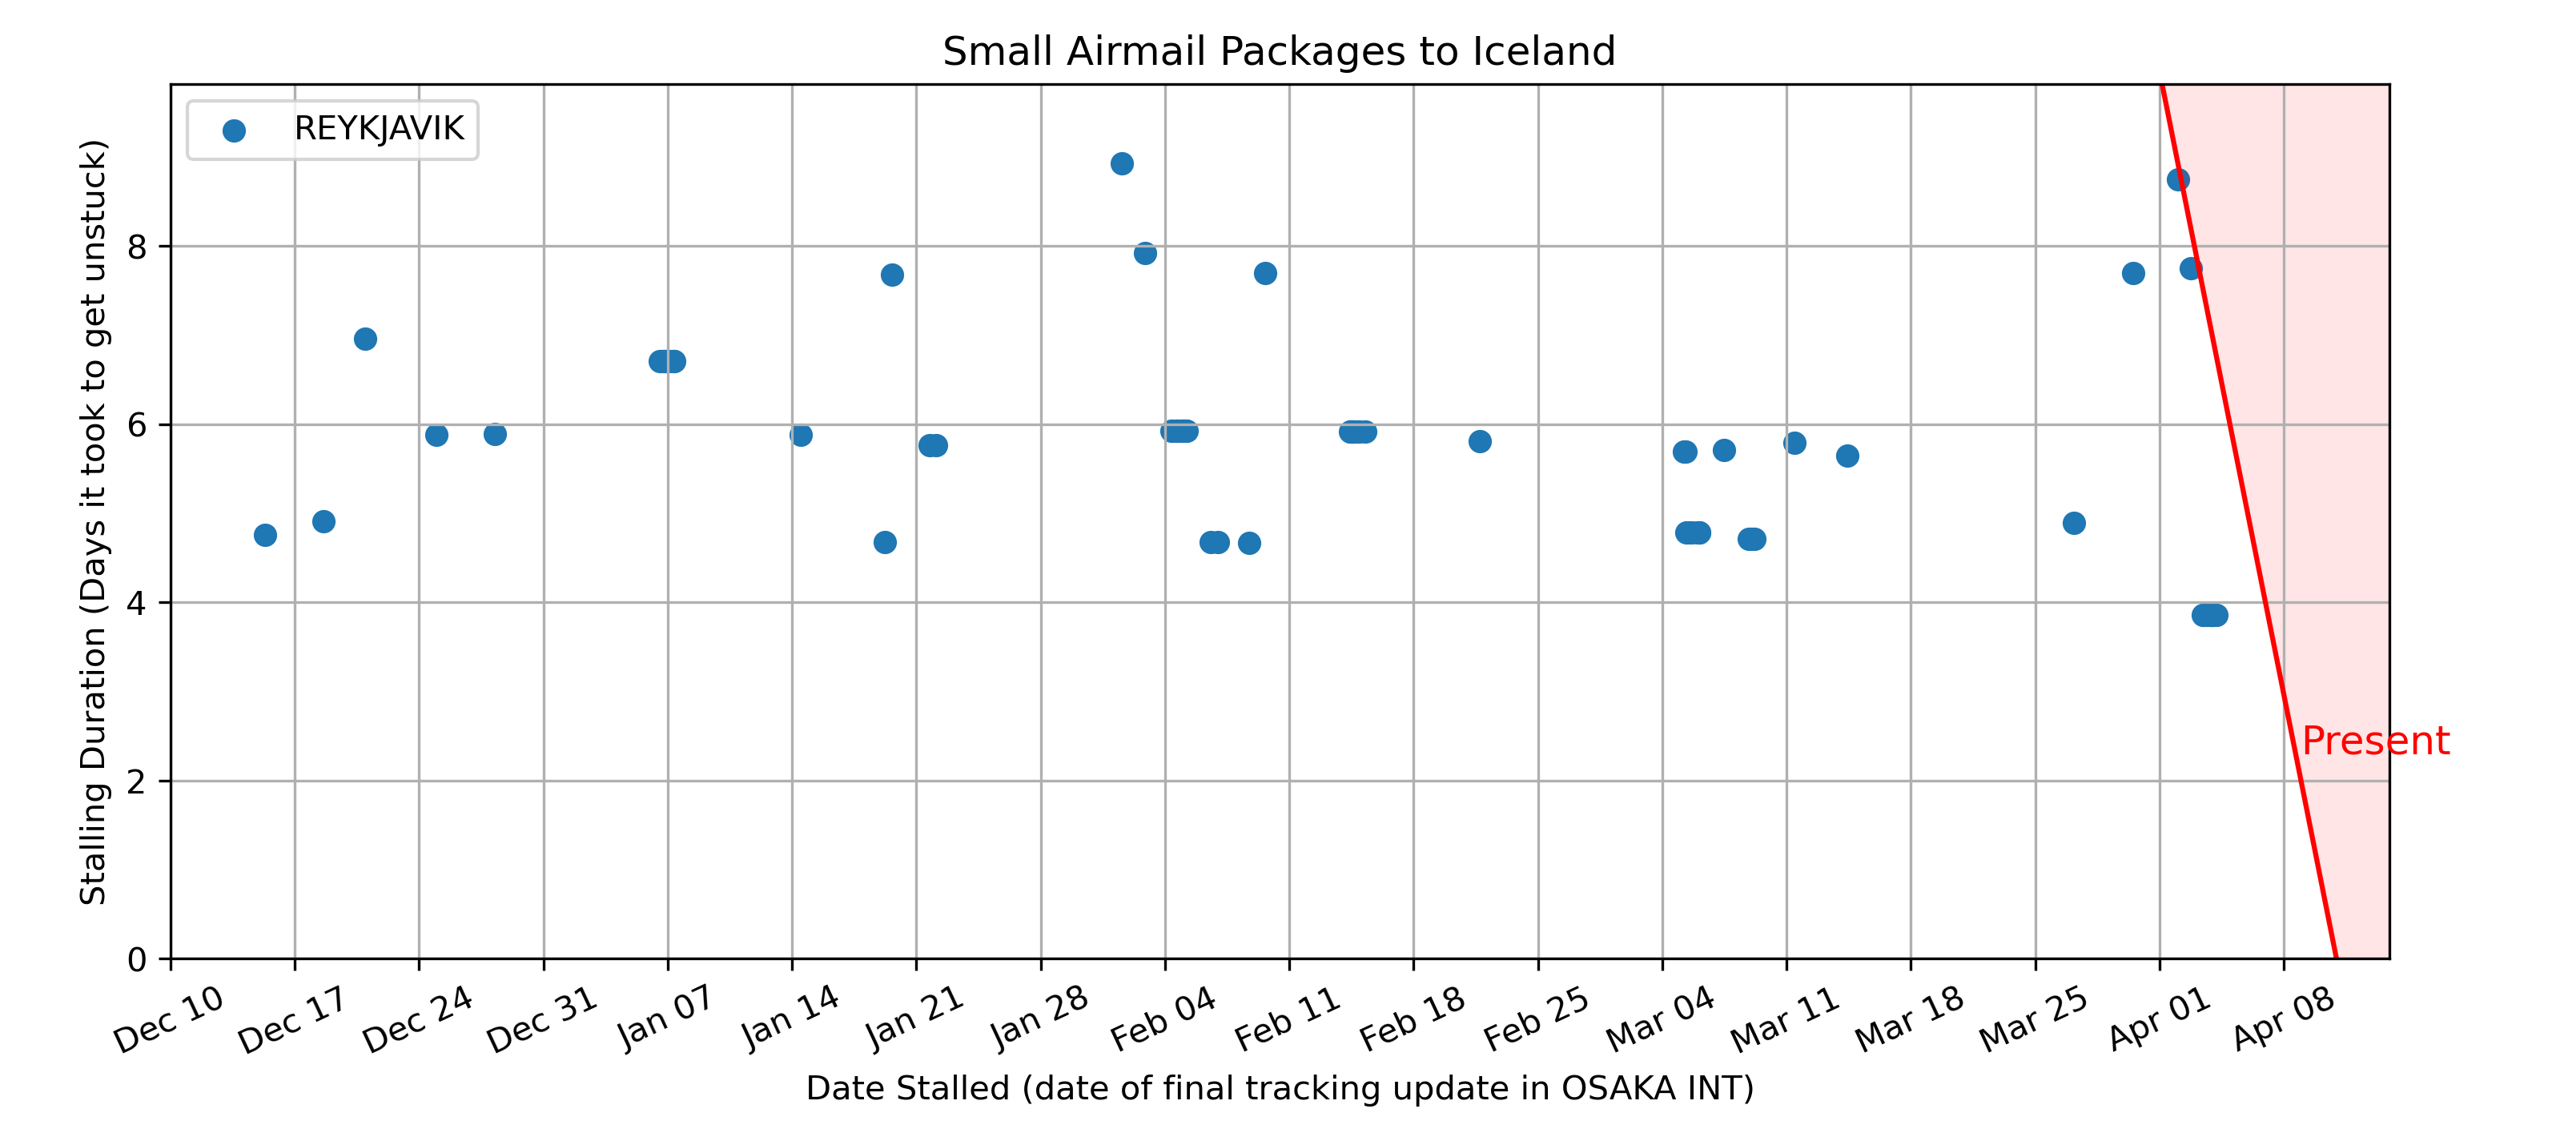 Small Airmail Packages to Iceland
REYKJAVIK
Stalling Duration (Days it took to get unstuck)
8
6
4
2
0
Present
Dec 10
Dec 17
Dec 24
Dec 31
Jan 07
Jan 14
Jan 21
Jan 28
Feb 04
Feb 11
Feb 18
Feb 25
Mar 04
Mar 11
Mar 18
Mar 25
Apr 01
Apr 08
Date Stalled (date of final tracking update in OSAKA INT)